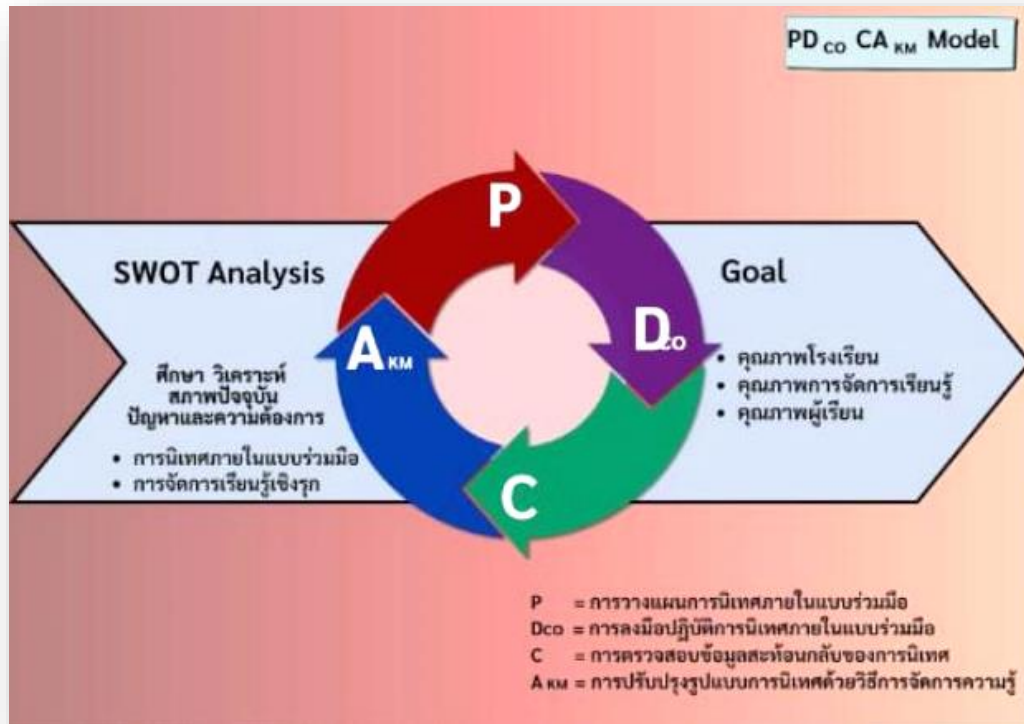 PD CO CA KM Model
SWOT Analysis
ศึกษา วิเคราะห์
สภาพปัจจุบัน
ปัญหาและความต้องการ
• การนิเทศภายในแบบร่วมมือ
• การจัดการเรียนรู้เชิงรุก
P
DCO
C
A KM
Goal
• คุณภาพโรงเรียน
• คุณภาพการจัดการเรียนรู้
• คุณภาพผู้เรียน
P = การวางแผนการนิเทศภายในแบบร่วมมือ
DCO = การลงมือปฏิบัติการนิเทศภายในแบบร่วมมือ
C = การตรวจสอบข้อมูลสะท้อนกลับของการนิเทศ
A KM = การปรับปรุงรูปแบบการนิเทศด้วยวิธีการจัดการความรู้